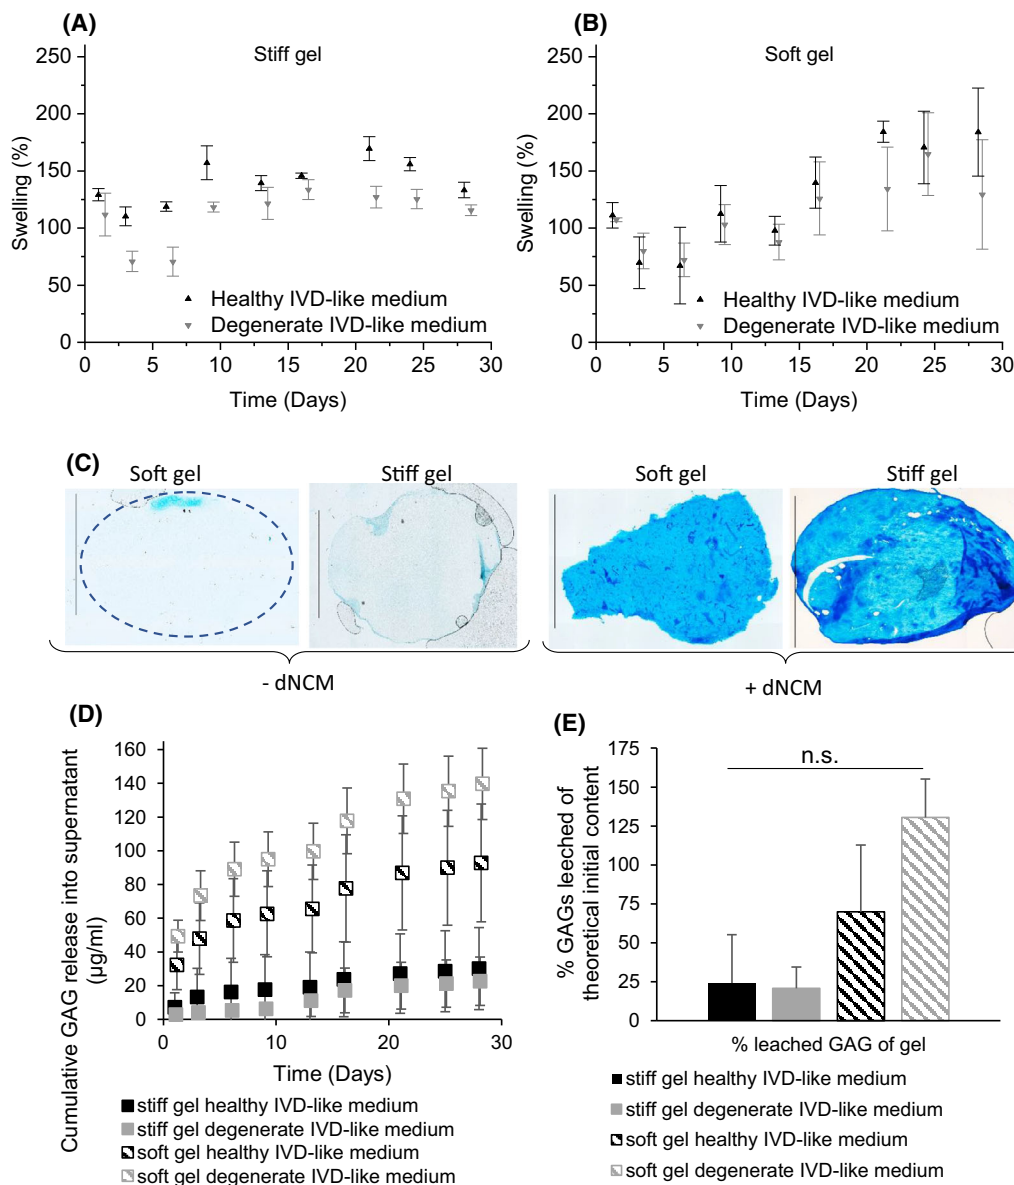 (A)
Stiff gel
250
200
150
100
50
0
Swelling (%)
Healthy IVD-like medium
Degenerate IVD-like medium
0 5 10 15 20 25 30
Time (Days)
(B)
Soft gel
250
200
150
100
50
0
Swelling (%)
Healthy IVD-like medium
Degenerate IVD-like medium
0 5 10 15 20 25 30
Time (Days)
(C)
Soft gel
Stiff gel
Soft gel
Stiff gel
- dNCM
+ dNCM
(D)
Cumulative GAG release into supernatant
(µg/ml)
160
140
120
100
80
60
40
20
0
0 10 20 30
Time (Days)
stiff gel healthy IVD-like medium
stiff gel degenerate IVD-like medium
soft gel healthy IVD-like medium
soft gel degenerate IVD-like medium
(E)
% GAGs leeched of
theoretical initial content
175
150
125
100
75
50
25
0
n.s.
% leached GAG of gel
stiff gel healthy IVD-like medium
stiff gel degenerate IVD-like medium
soft gel healthy IVD-like medium
soft gel degenerate IVD-like medium